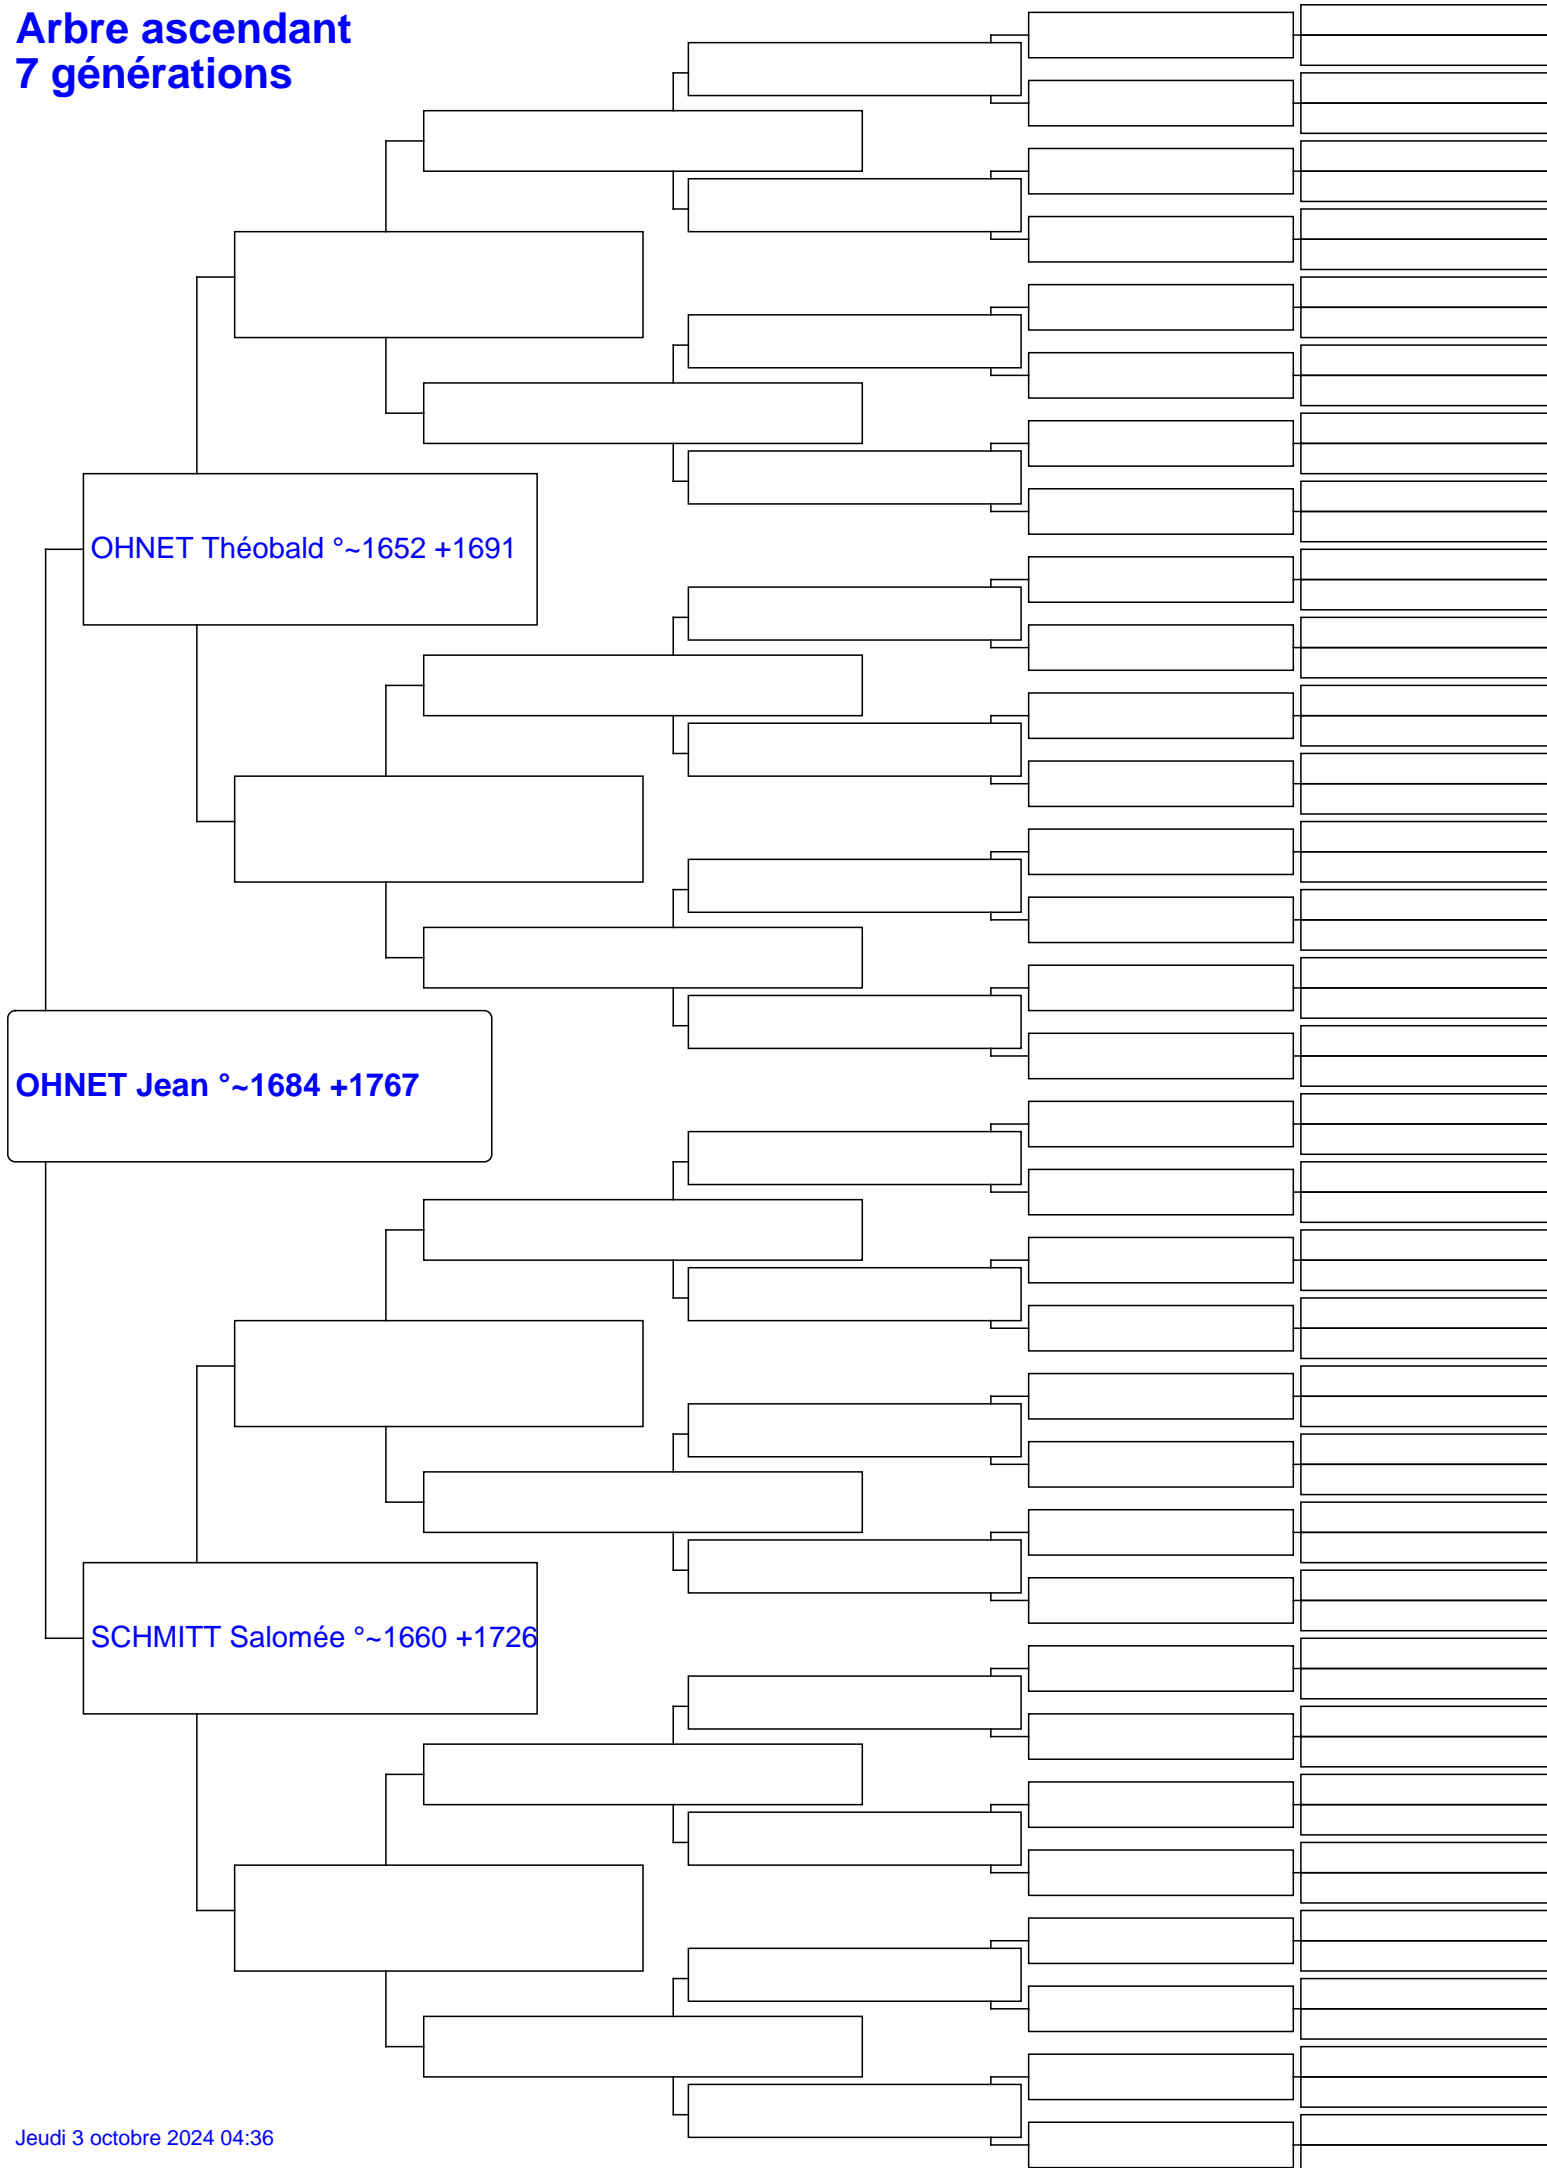 Arbre ascendant
7 générations
OHNET Théobald °~1652 +1691
OHNET Jean °~1684 +1767
SCHMITT Salomée °~1660 +1726
Jeudi 3 octobre 2024 04:36